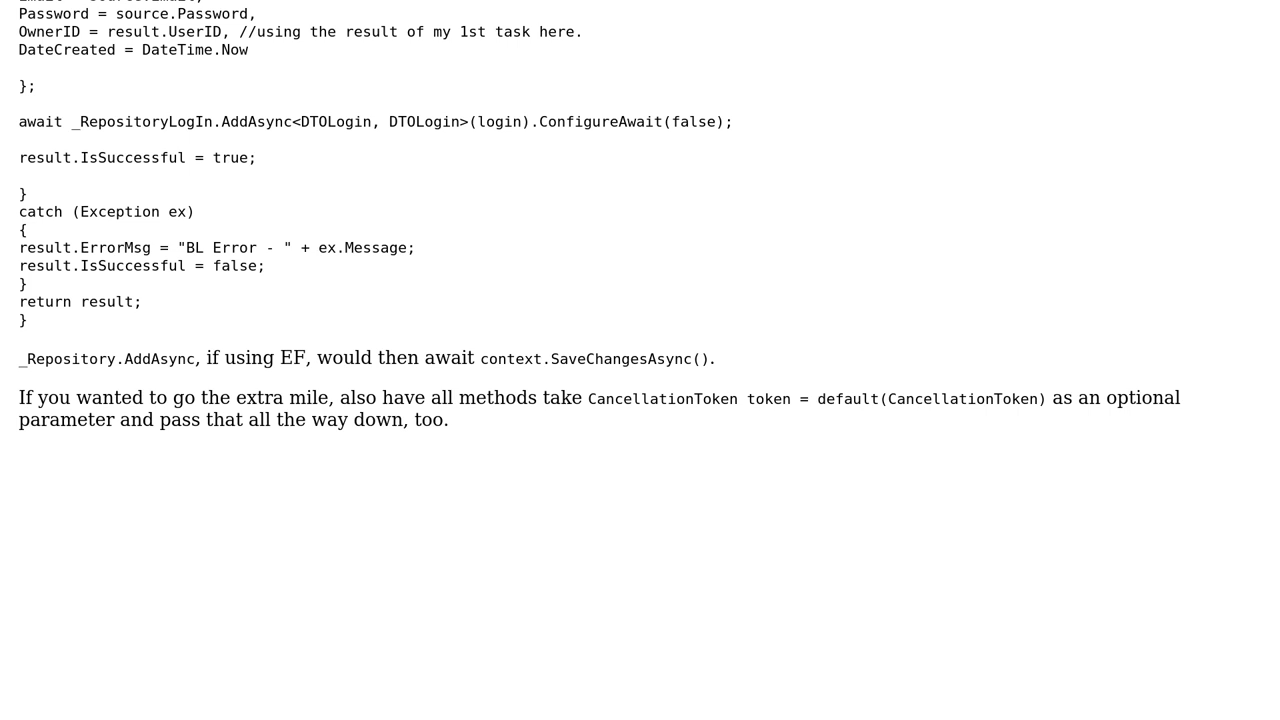 Password = source.Password,
OwnerID = result.UserID, //using the result of my 1st task here.
DateCreated = DateTime.Now
};
await _RepositoryLogIn.AddAsync<DTOLogin, DTOLogin>(login).ConfigureAwait(false);
result.IsSuccessful = true;
}
catch (Exception ex)
{
result.ErrorMsg = "BL Error - " + ex.Message;
result.IsSuccessful = false;
}
return result;
}
_Repository.AddAsync, if using EF, would then await context.SaveChangesAsync().
If you wanted to go the extra mile, also have all methods take CancellationToken token = default(CancellationToken) as an optional
parameter and pass that all the way down, too.